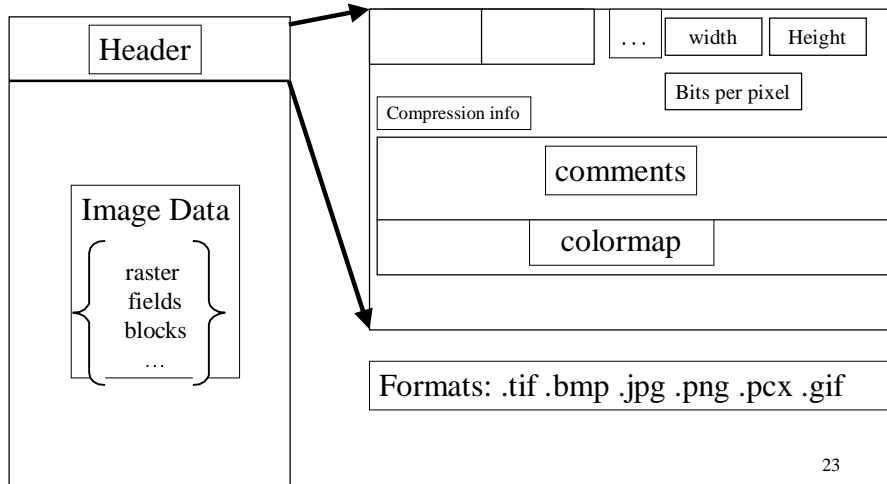 Header
... width Height
Bits per pixel
Compression info
comments
colormap
Image Data
raster
fields
blocks
...
Formats: .tif .bmp .jpg .png .pcx .gif
23